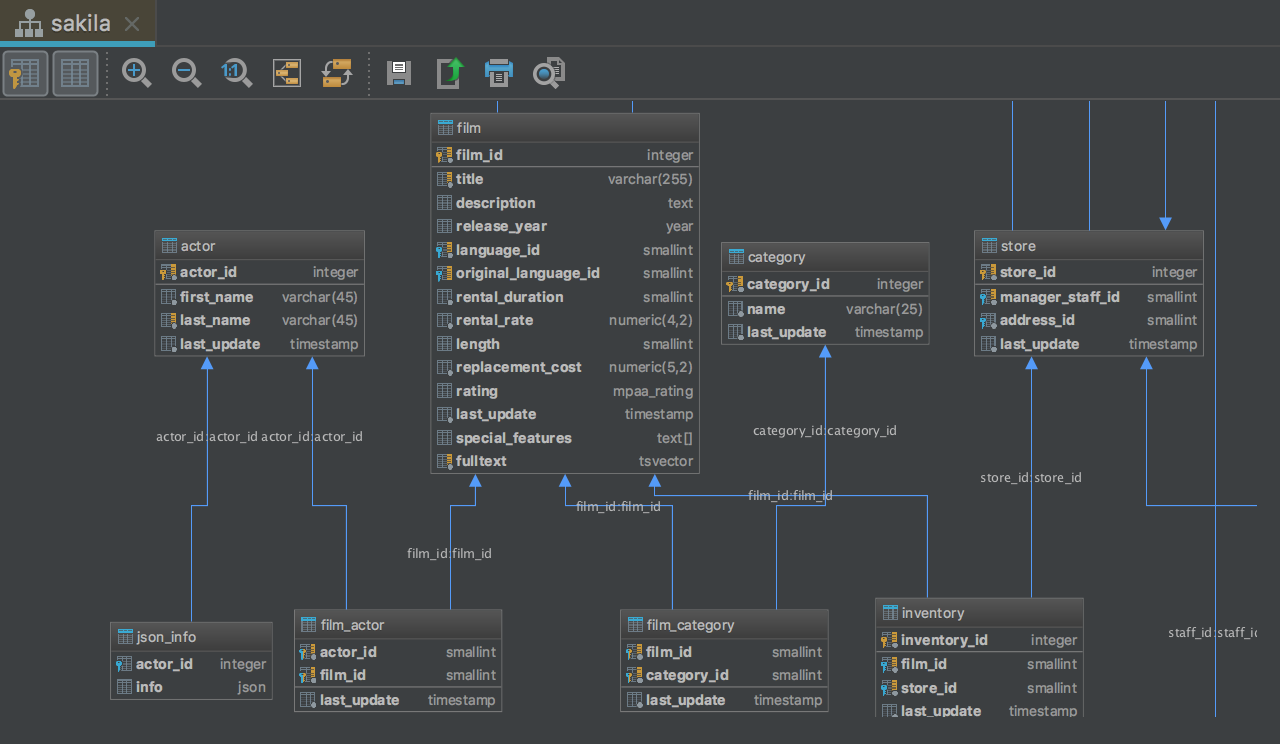 sakila
1:1
film
film_id integer
title varchar(255)
description text
release_year year
language_id smallint
original_language_id smallint
rental_duration smallint
rental_rate numeric(4,2)
length smallint
replacement_cost numeric(5,2)
rating mpaa_rating
last_update timestamp
special_features text[]
fulltext tsvector
actor
actor_id integer
first_name varchar(45)
last_name varchar(45)
last_update timestamp
category
category_id integer
name varchar(25)
last_update timestamp
store
store_id integer
manager_staff_id smallint
address_id smallint
last_update timestamp
actor_id:actor_id actor_id:actor_id
category_id:category_id
store_id:store_id
film_id:film_id
film_id:film_id
film_id:film_id
json_info
actor_id integer
info json
film_actor
actor_id smallint
film_id smallint
last_update timestamp
film_category
film_id smallint
category_id smallint
last_update timestamp
inventory
inventory_id integer
film_id smallint
store_id smallint
last_update timestamp
staff_id:staff_